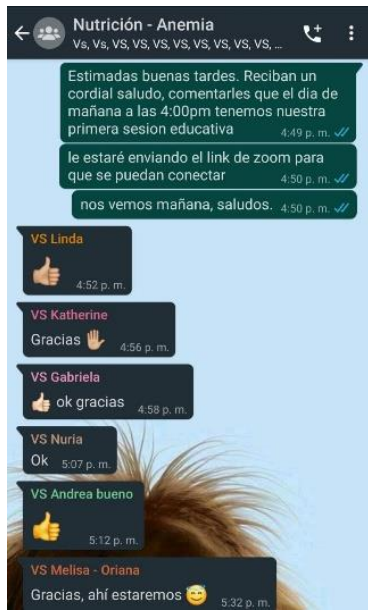 Nutrición - Anemia
Vs, Vs, VS, VS, VS, VS, VS, VS, VS, VS, ...
Estimadas buenas tardes. Reciban un
cordial saludo, comentarles que el dia de
mañana a las 4:00pm tenemos nuestra
primera sesion educativa
4:49 p. m.
le estaré enviando el link de zoom para
que se puedan conectar
4:50 p. m.
nos vemos mañana, saludos. 4:50 p. m.
VS Linda
👍🏼
4:52 p. m.
VS Katherine
Gracias 🤚🏼 4:56 p. m.
VS Gabriela
👍🏻 ok gracias 4:58 p. m.
VS Nuria
Ok 5:07 p. m.
VS Andrea bueno
👍
5:12 p. m.
VS Melisa - Oriana
Gracias, ahí estaremos 😅 5:32 p. m.